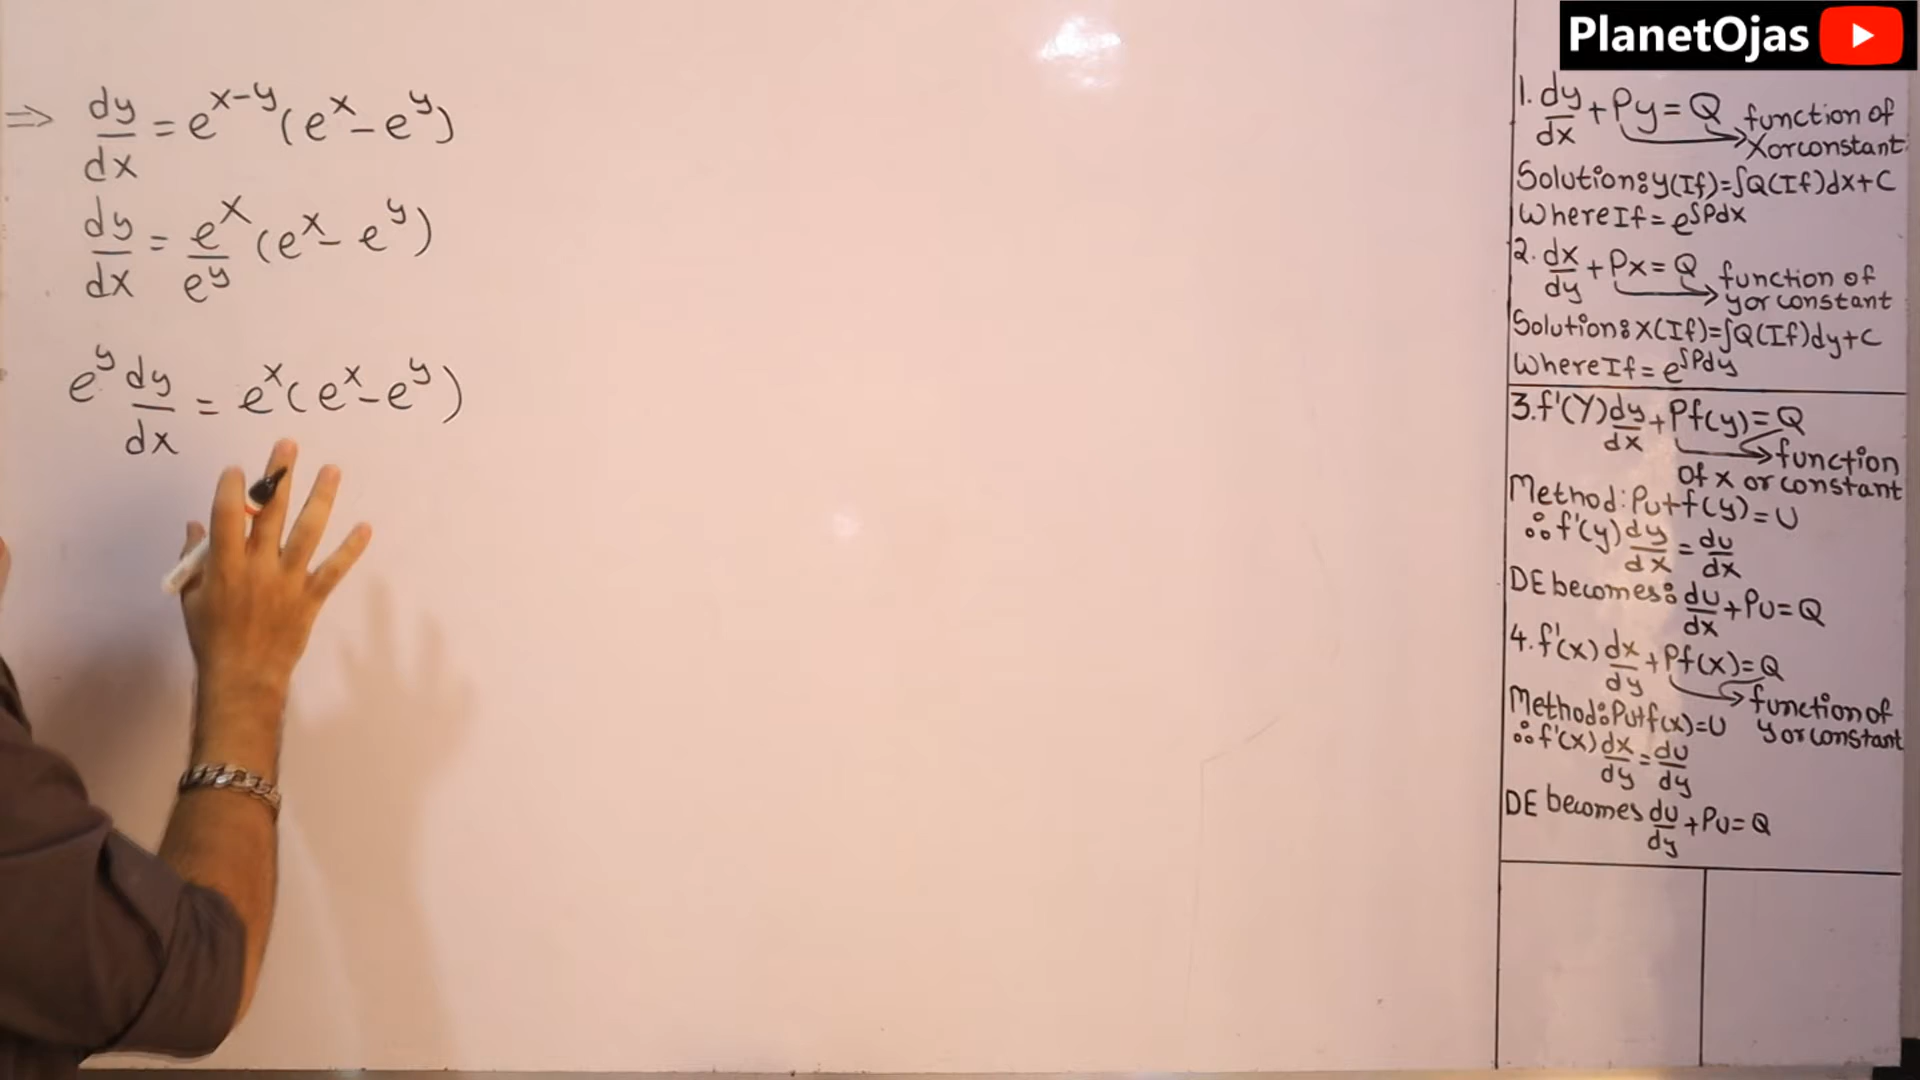 ⇒ dy/dx = e^(x-y) (e^x - e^y)
dy/dx = e^x/e^y (e^x - e^y)
e^y dy/dx = e^x (e^x - e^y)
PlanetOjas
1. dy/dx + Py = Q function of
x or constant
Solution: y(If) = ∫Q(If)dx + C
Where If = e^∫Pdx
2. dx/dy + Px = Q function of
y or constant
Solution: x(If) = ∫Q(If)dy + C
Where If = e^∫Pdy
3. f'(Y) dy/dx + Pf(y) = Q
function
of x or constant
Method: Put f(y) = U
∴ f'(y) dy/dx = du/dx
DE becomes: du/dx + PU = Q
4. f'(x) dx/dy + Pf(x) = Q
function of
y or constant
Method: Put f(x) = U
∴ f'(x) dx/dy = du/dy
DE becomes du/dy + PU = Q